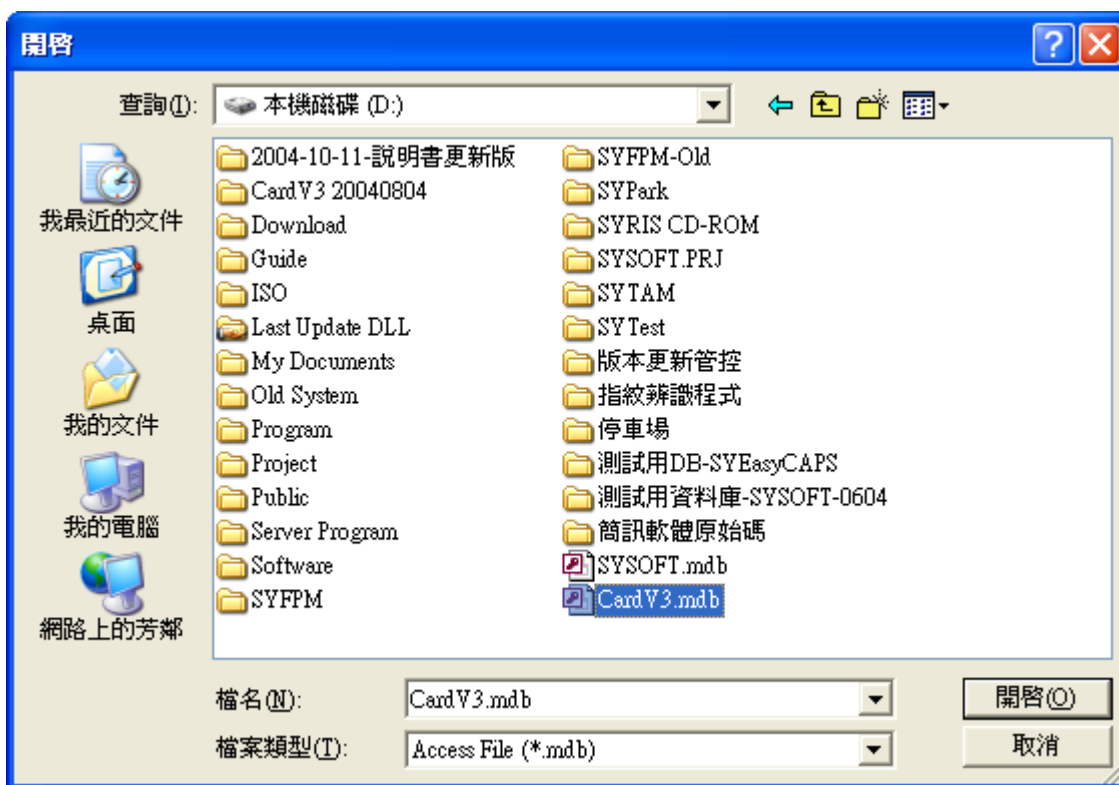 開啓
查詢(I):
本機磁碟 (D:)
我最近的文件
桌面
我的文件
我的電腦
網路上的芳鄰
2004-10-11-說明書更新版
CardV3 20040804
Download
Guide
ISO
Last Update DLL
My Documents
Old System
Program
Project
Public
Server Program
Software
SYFPM
SYFPM-Old
SYPark
SYRIS CD-ROM
SYSOFT.PRJ
SYTAM
SYTest
版本更新管控
指紋辨識程式
停車場
測試用DB-SYEasyCAPS
測試用資料庫-SYSOFT-0604
簡訊軟體原始碼
SYSOFT.mdb
CardV3.mdb
檔名(N):
CardV3.mdb
開啓(O)
檔案類型(T):
Access File (*.mdb)
取消